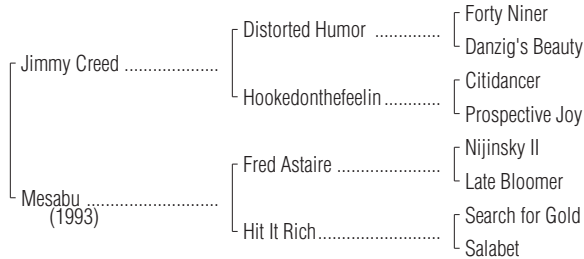 Forty Niner
Distorted Humor ..............
Danzig's Beauty
Jimmy Creed ....................
Citidancer
Hookedonthefeelin ............
Prospective Joy
Nijinsky II
Fred Astaire ......................
Late Bloomer
Mesabu ............................
(1993)
Search for Gold
Hit It Rich..........................
Salabet